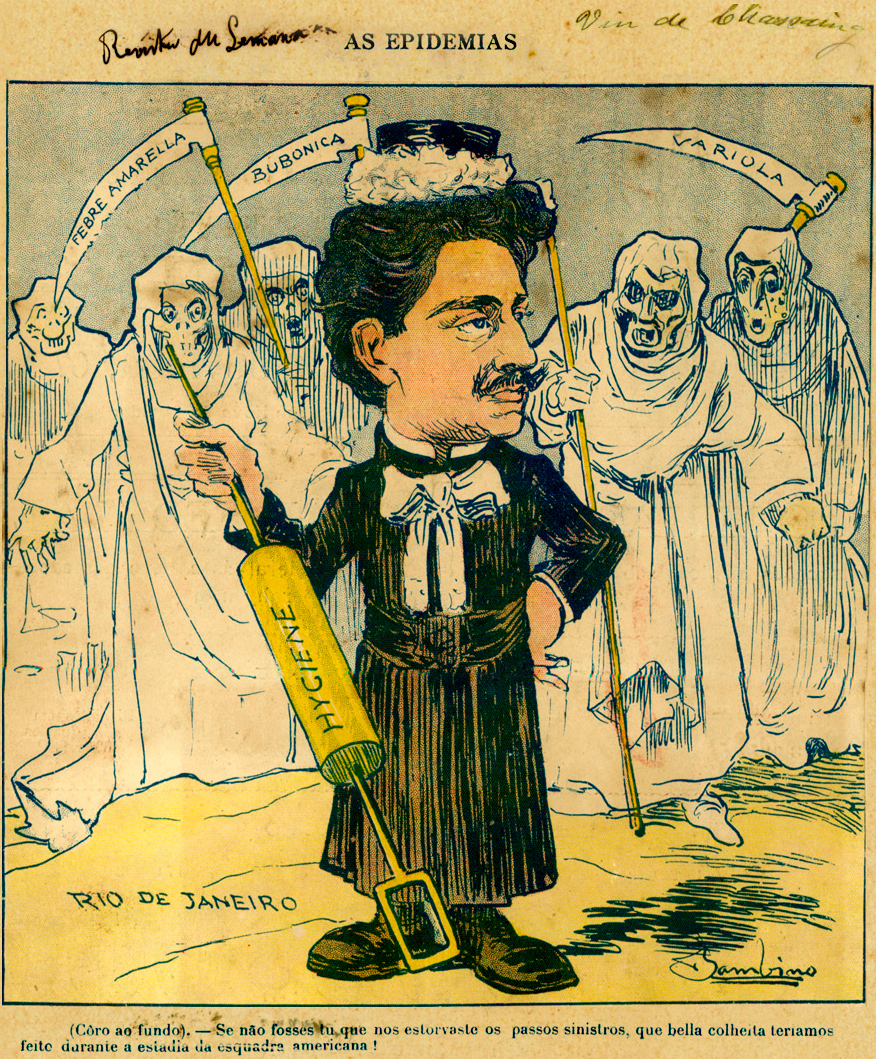 Revista da Semana
AS EPIDEMIAS
Vin de Chassaing
FEBRE AMARELLA
BUBONICA
VARIOLA
HYGIENE
RIO DE JANEIRO
Bambino
(Côro ao fundo). — Se não fosses tu que nos estorvaste os passos sinistros, que bella colheita teriamos
feito durante a estadia da esquadra americana !